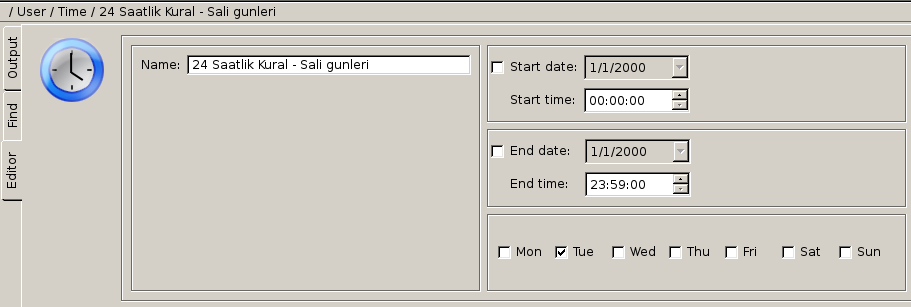 / User / Time / 24 Saatlik Kural - Sali gunleri
Output
Find
Editor
Name: 24 Saatlik Kural - Sali gunleri
Start date: 1/1/2000
Start time: 00:00:00
End date: 1/1/2000
End time: 23:59:00
Mon Tue Wed Thu Fri Sat Sun